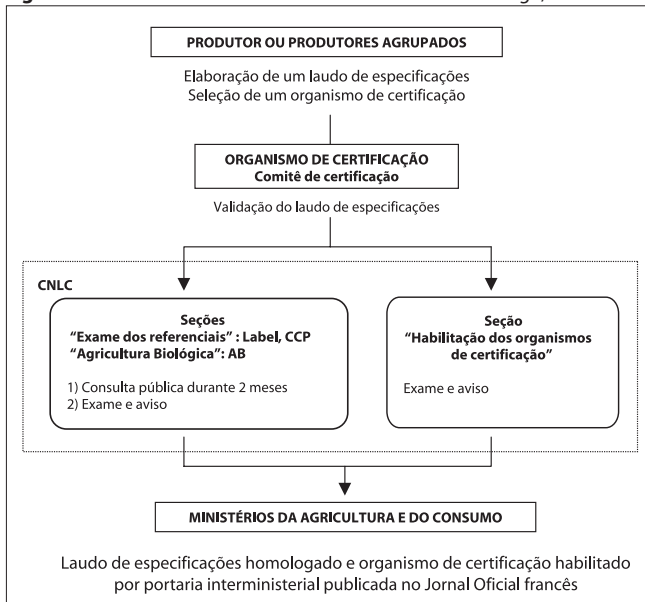 PRODUTOR OU PRODUTORES AGRUPADOS
Elaboração de um laudo de especificações
Seleção de um organismo de certificação
ORGANISMO DE CERTIFICAÇÃO
Comitê de certificação
Validação do laudo de especificações
CNLC
Seções
“Exame dos referenciais” : Label, CCP
“Agricultura Biológica”: AB
1) Consulta pública durante 2 meses
2) Exame e aviso
Seção
“Habilitação dos organismos
de certificação”
Exame e aviso
MINISTÉRIOS DA AGRICULTURA E DO CONSUMO
Laudo de especificações homologado e organismo de certificação habilitado
por portaria interministerial publicada no Jornal Oficial francês